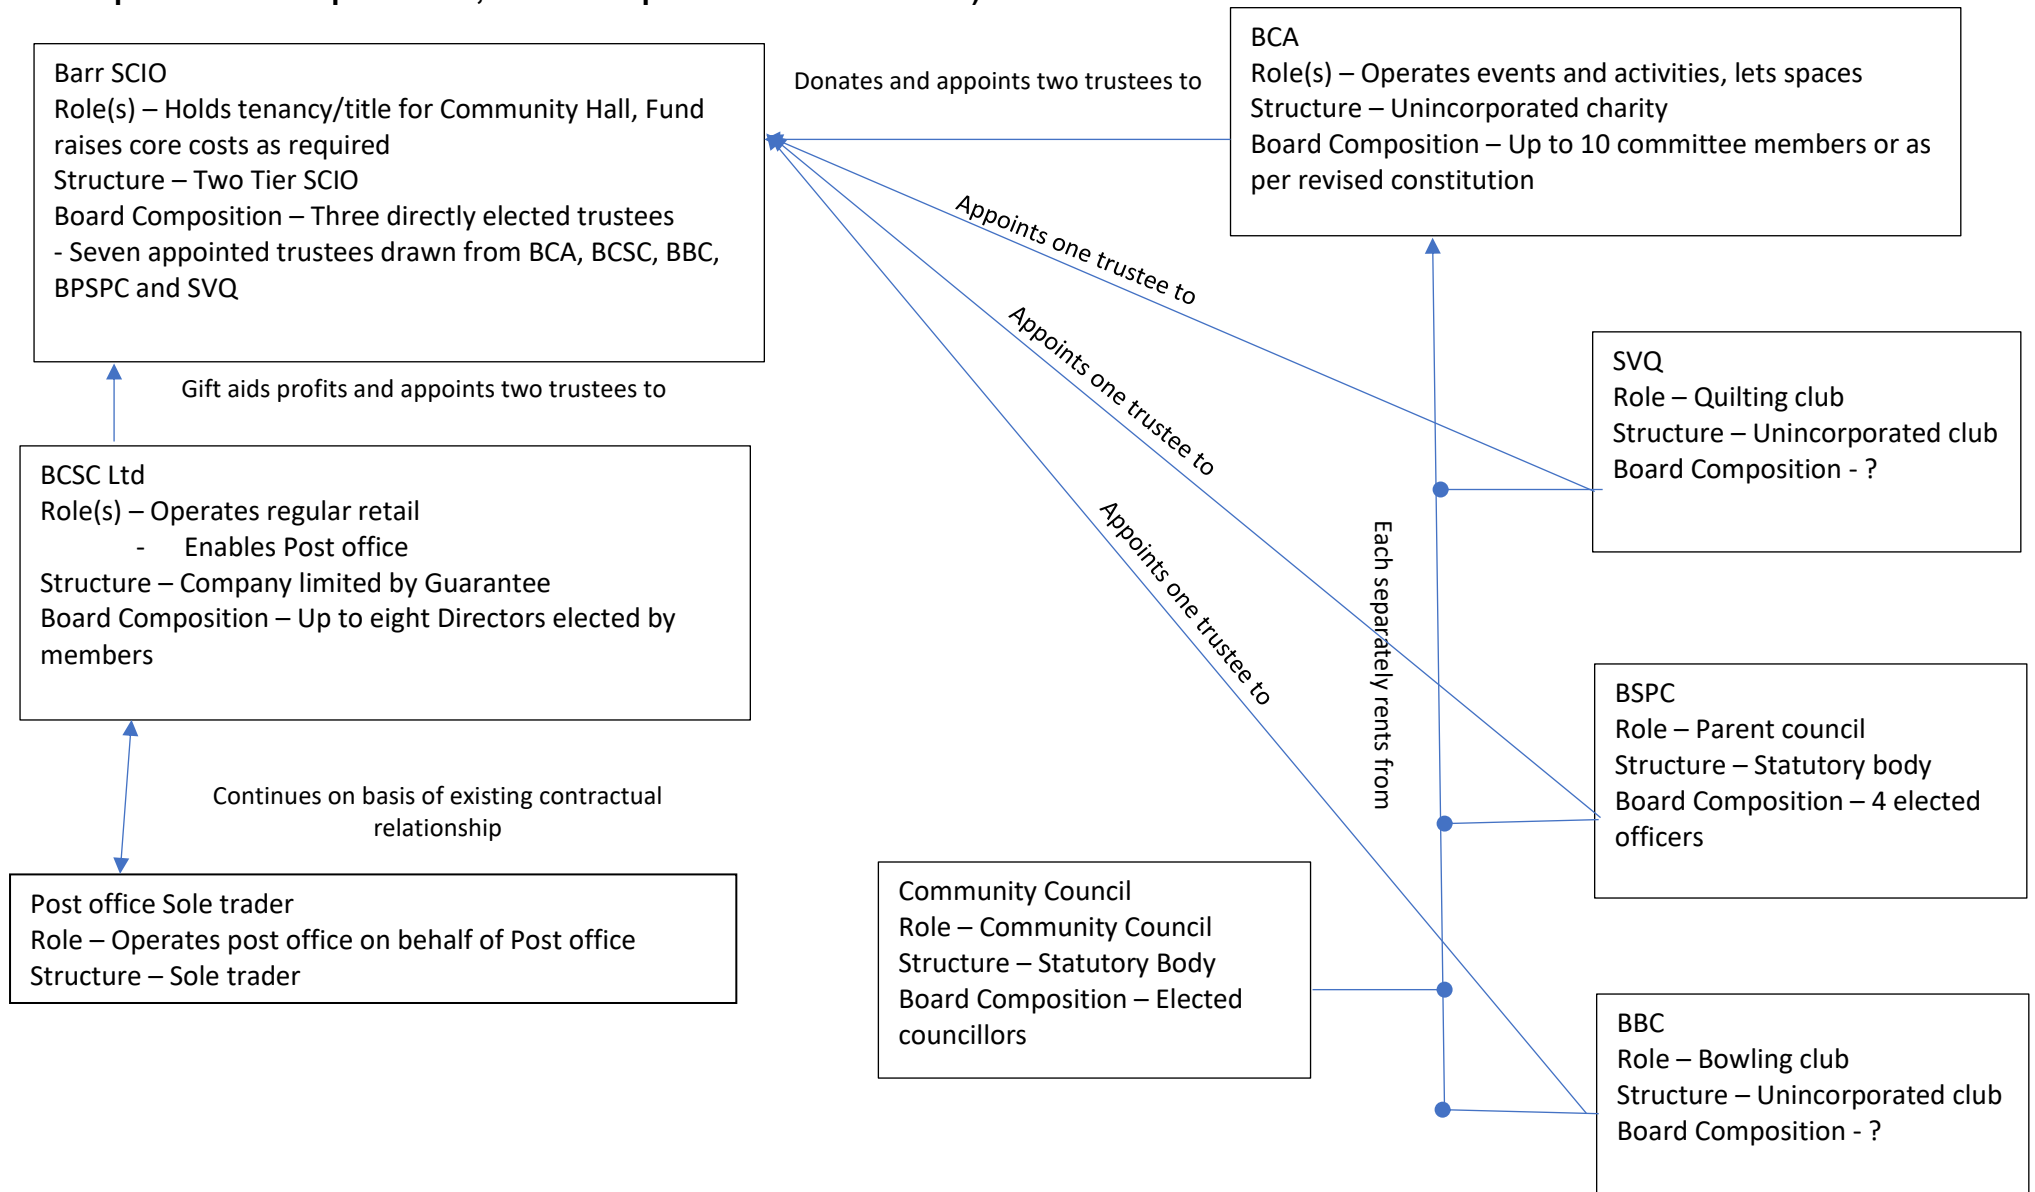 Barr SCIO
Role(s) – Holds tenancy/title for Community Hall, Fund
raises core costs as required
Structure – Two Tier SCIO
Board Composition – Three directly elected trustees
- Seven appointed trustees drawn from BCA, BCSC, BBC,
BPSPC and SVQ
Donates and appoints two trustees to
BCA
Role(s) – Operates events and activities, lets spaces
Structure – Unincorporated charity
Board Composition – Up to 10 committee members or as
per revised constitution
Appoints one trustee to
Appoints one trustee to
Appoints one trustee to
Each separately rents from
SVQ
Role – Quilting club
Structure – Unincorporated club
Board Composition - ?
Gift aids profits and appoints two trustees to
BCSC Ltd
Role(s) – Operates regular retail
- Enables Post office
Structure – Company limited by Guarantee
Board Composition – Up to eight Directors elected by
members
BSPC
Role – Parent council
Structure – Statutory body
Board Composition – 4 elected
officers
Continues on basis of existing contractual
relationship
Post office Sole trader
Role – Operates post office on behalf of Post office
Structure – Sole trader
Community Council
Role – Community Council
Structure – Statutory Body
Board Composition – Elected
councillors
BBC
Role – Bowling club
Structure – Unincorporated club
Board Composition - ?